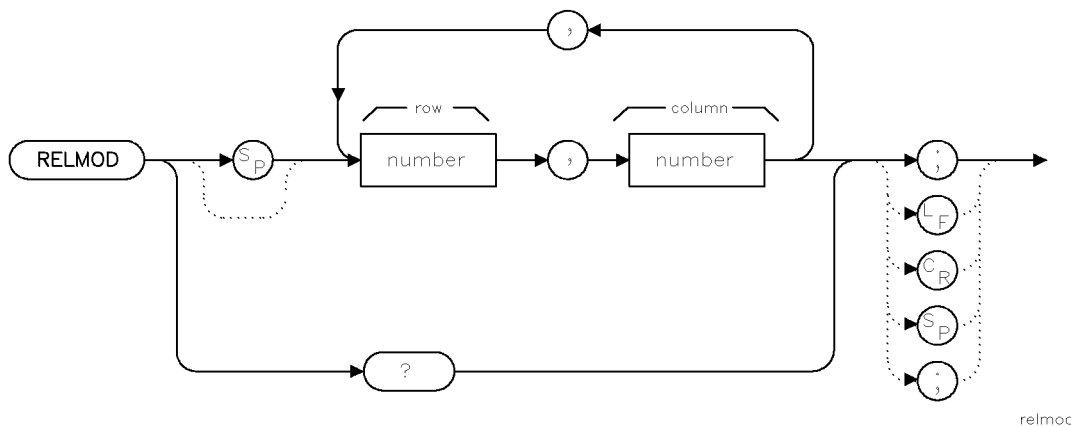 ,
row column
RELMOD SP number , number ;
LF
CR
SP
? ;
relmod